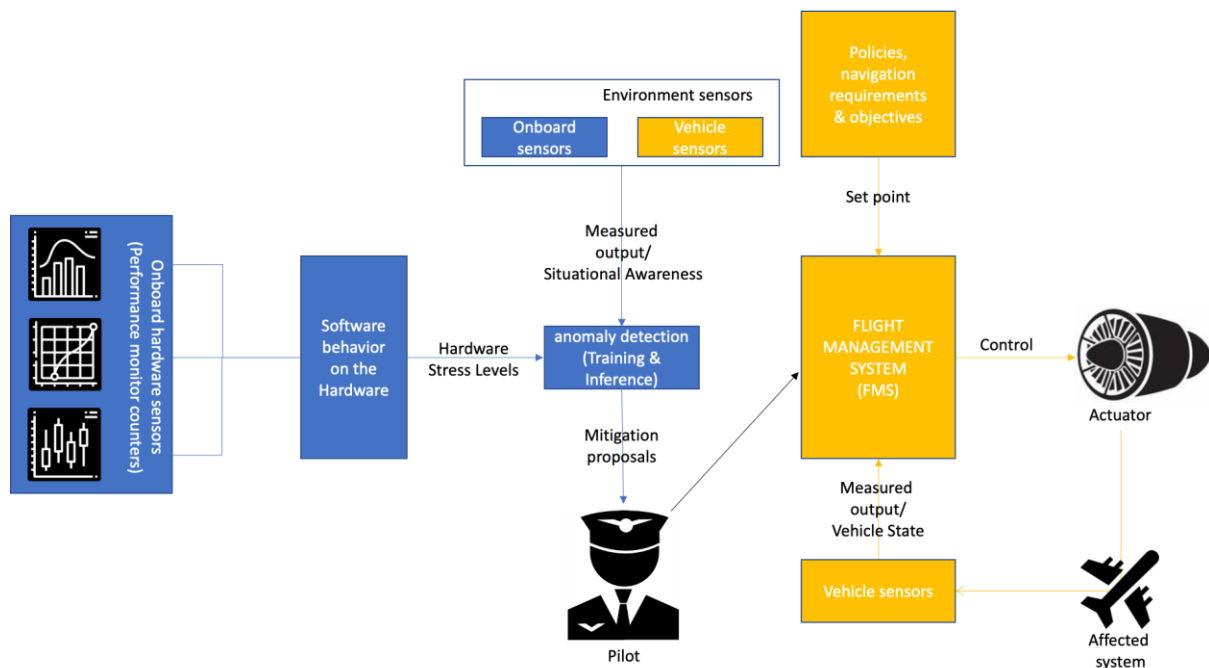 Policies,
navigation
requirements
& objectives
Environment sensors
Onboard
sensors
Vehicle
sensors
Set point
Measured
output/
Situational Awareness
Onboard hardware sensors
(Performance monitor counters)
Software
behavior
on the
Hardware
Hardware
Stress Levels
anomaly detection
(Training &
Inference)
FLIGHT
MANAGEMENT
SYSTEM
(FMS)
Control
Actuator
Mitigation
proposals
Measured
output/
Vehicle State
Vehicle sensors
Pilot
Affected
system